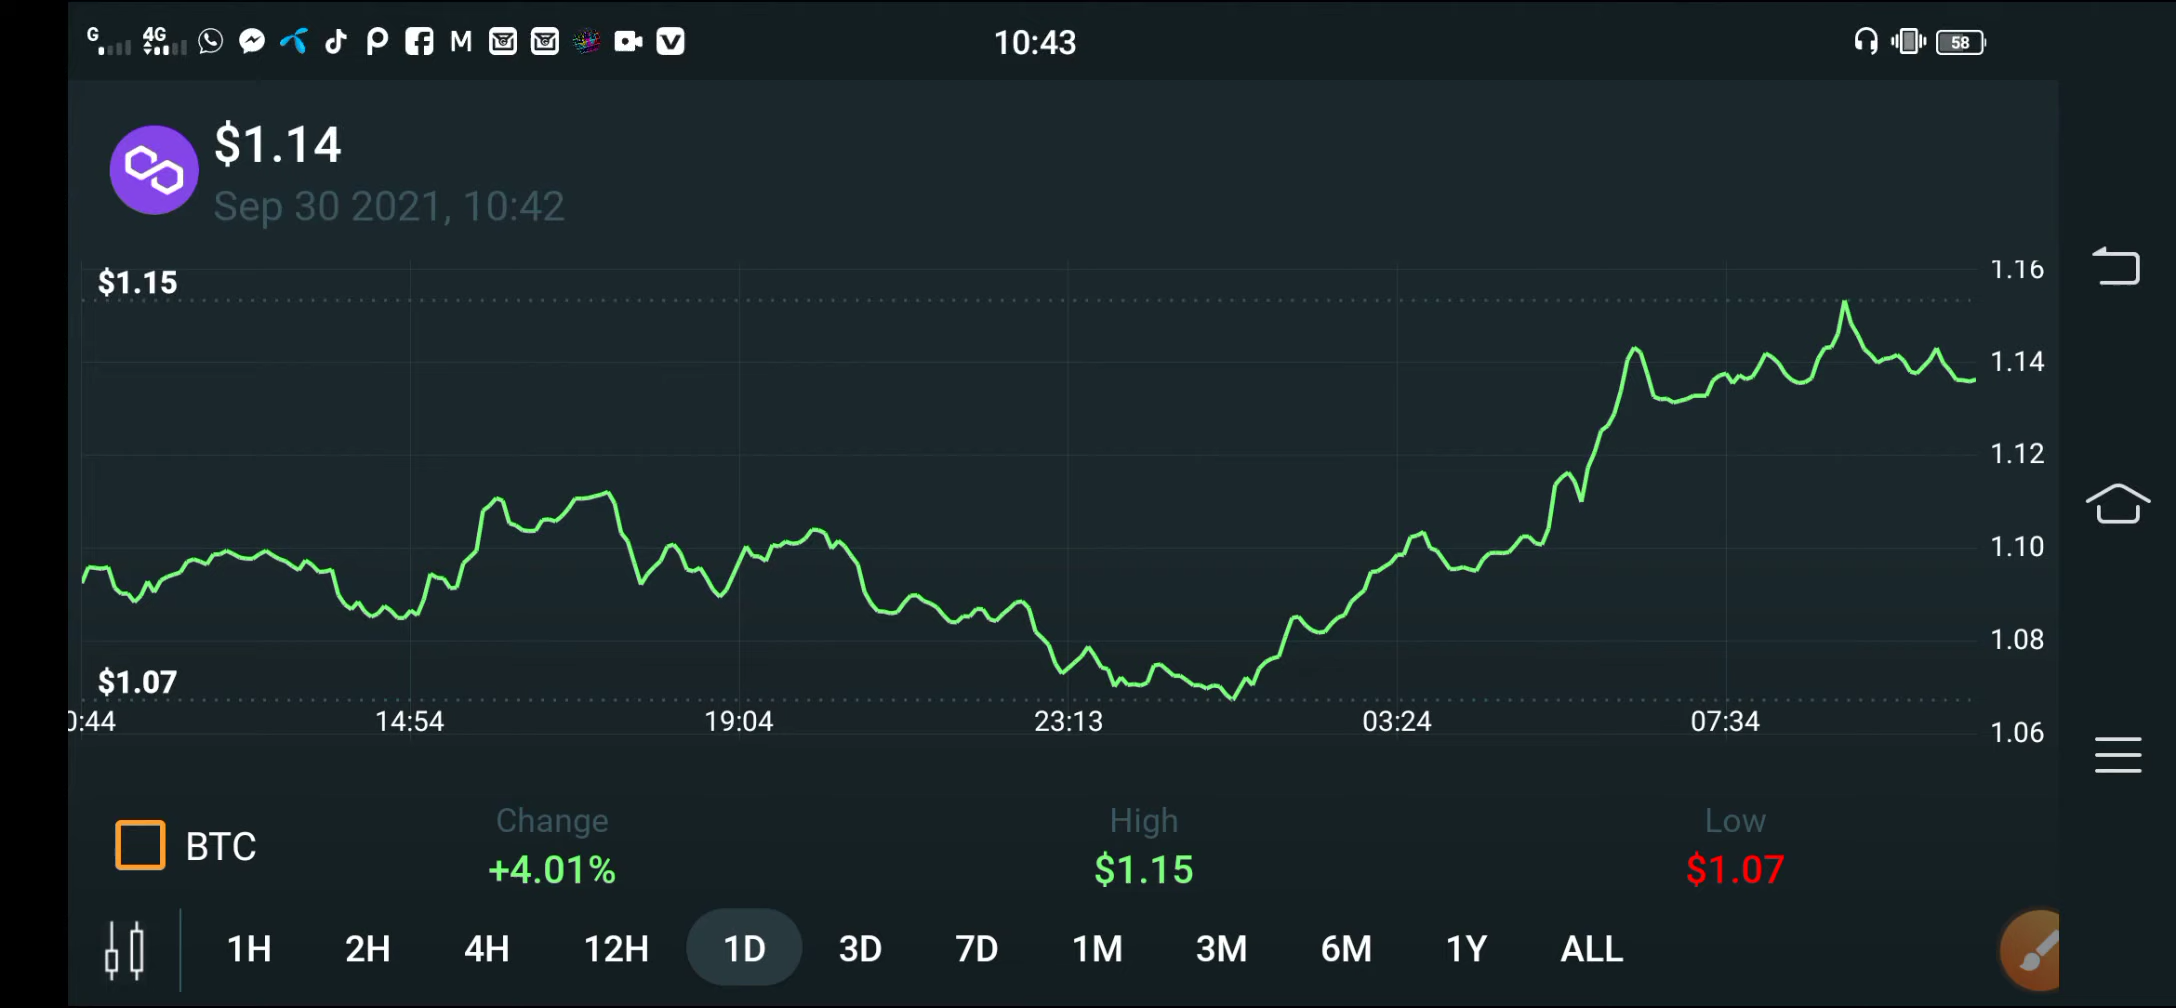 G 4G 10:43 58
$1.14
Sep 30 2021, 10:42
$1.15
1.16
1.14
1.12
1.10
1.08
$1.07
0:44 14:54 19:04 23:13 03:24 07:34
1.06
BTC
Change High Low
+4.01% $1.15 $1.07
1H 2H 4H 12H 1D 3D 7D 1M 3M 6M 1Y ALL